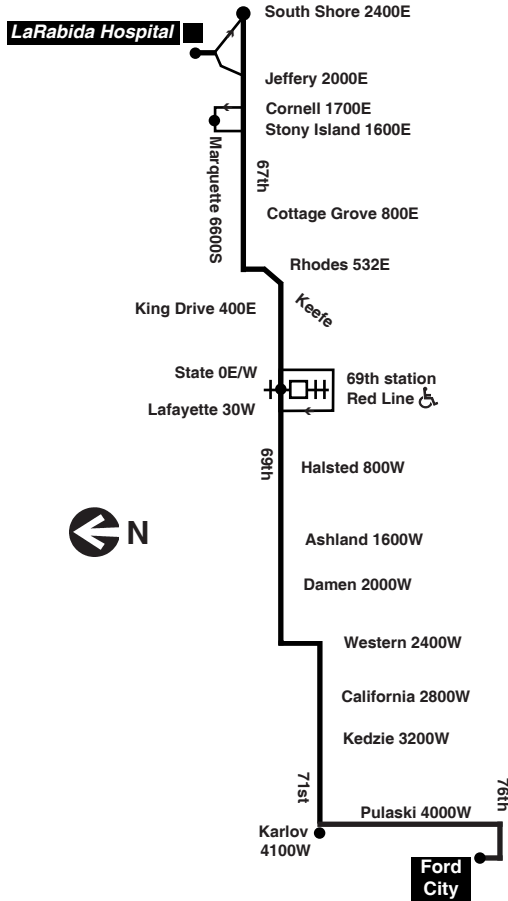 South Shore 2400E
LaRabida Hospital
Jeffery 2000E
Cornell 1700E
Stony Island 1600E
Marquette 6600S
67th
Cottage Grove 800E
Rhodes 532E
Keefe
King Drive 400E
State 0E/W
69th station
Red Line
Lafayette 30W
69th
Halsted 800W
N
Ashland 1600W
Damen 2000W
Western 2400W
California 2800W
Kedzie 3200W
71st
76th
Pulaski 4000W
Karlov
4100W
Ford
City